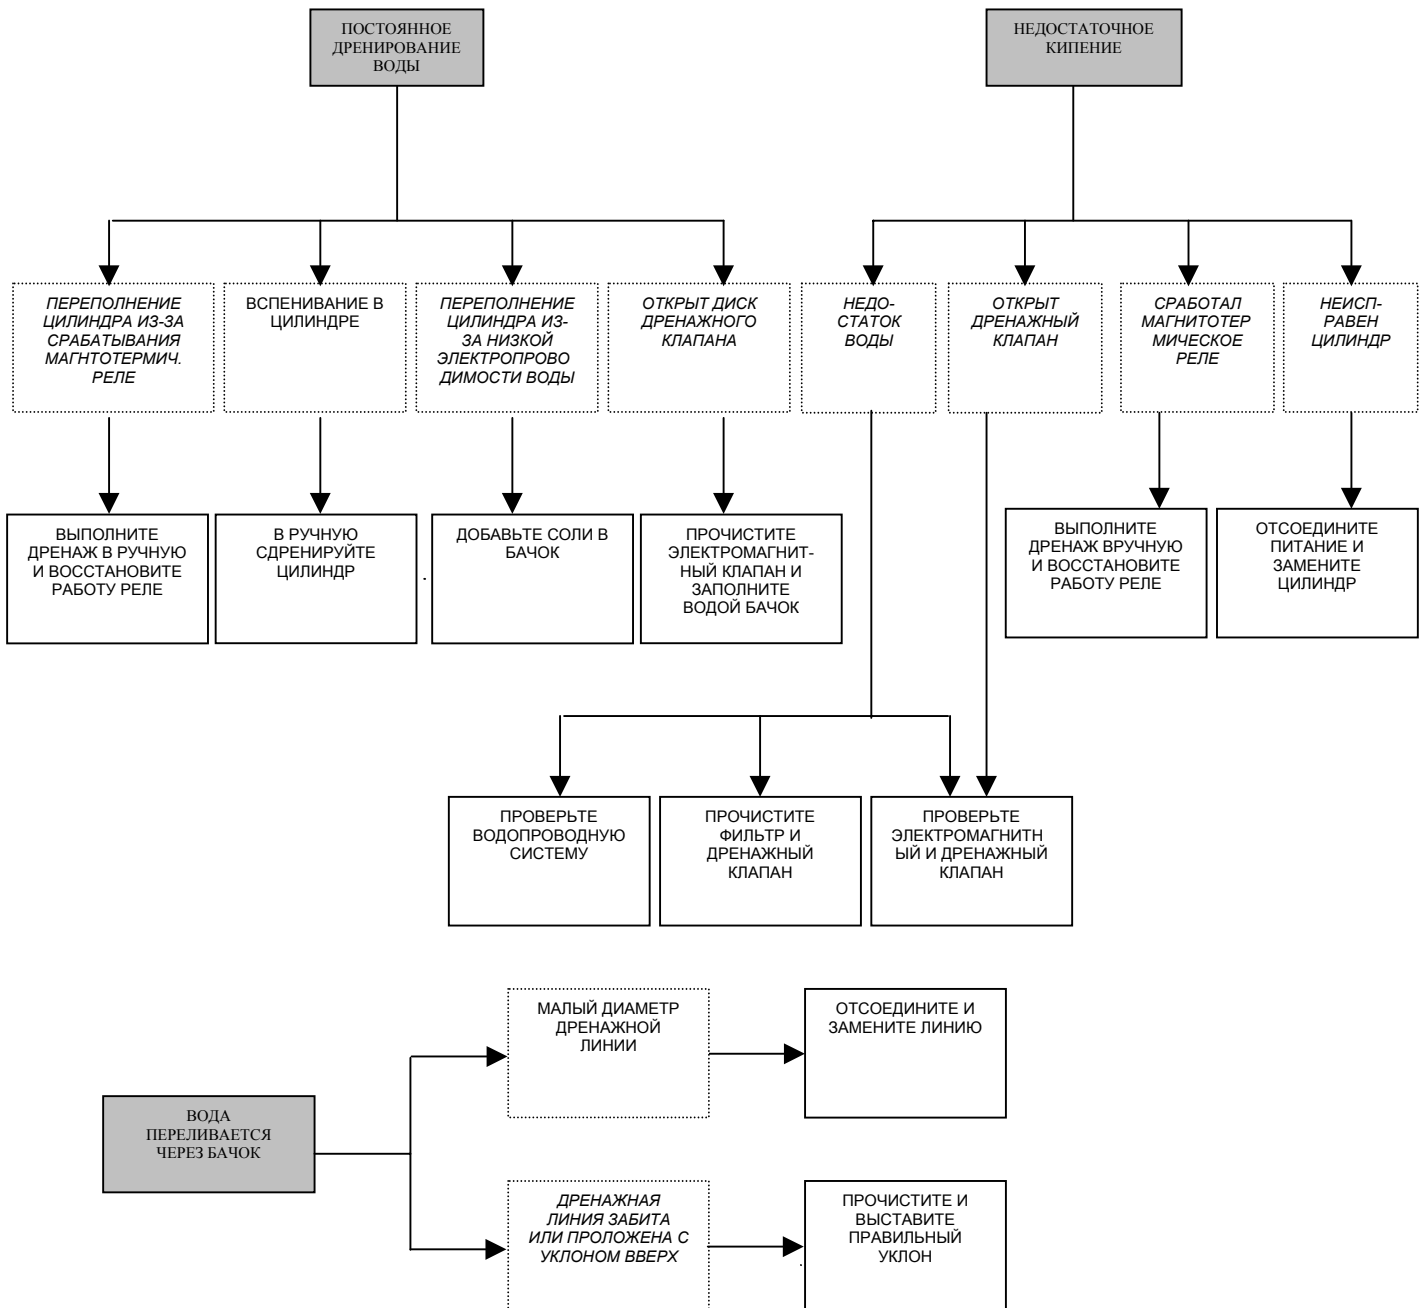 ПОСТОЯННОЕ
ДРЕНИРОВАНИЕ
ВОДЫ
НЕДОСТАТОЧНОЕ
КИПЕНИЕ
ПЕРЕПОЛНЕНИЕ
ЦИЛИНДРА ИЗ-ЗА
СРАБАТЫВАНИЯ
МАГНТОТЕРМИЧ.
РЕЛЕ
ВСПЕНИВАНИЕ В
ЦИЛИНДРЕ
ПЕРЕПОЛНЕНИЕ
ЦИЛИНДРА ИЗ-
ЗА НИЗКОЙ
ЭЛЕКТРОПРОВО
ДИМОСТИ ВОДЫ
ОТКРЫТ ДИСК
ДРЕНАЖНОГО
КЛАПАНА
НЕДО-
СТАТОК
ВОДЫ
ОТКРЫТ
ДРЕНАЖНЫЙ
КЛАПАН
СРАБОТАЛ
МАГНИТОТЕР
МИЧЕСКОЕ
РЕЛЕ
НЕИСП-
РАВЕН
ЦИЛИНДР
ВЫПОЛНИТЕ
ДРЕНАЖ В РУЧНУЮ
И ВОССТАНОВИТЕ
РАБОТУ РЕЛЕ
В РУЧНУЮ
СДРЕНИРУЙТЕ
ЦИЛИНДР
.
ДОБАВЬТЕ СОЛИ В
БАЧОК
ПРОЧИСТИТЕ
ЭЛЕКТРОМАГНИТ-
НЫЙ КЛАПАН И
ЗАПОЛНИТЕ
ВОДОЙ БАЧОК
ВЫПОЛНИТЕ
ДРЕНАЖ ВРУЧНУЮ
И ВОССТАНОВИТЕ
РАБОТУ РЕЛЕ
ОТСОЕДИНИТЕ
ПИТАНИЕ И
ЗАМЕНИТЕ
ЦИЛИНДР
ПРОВЕРЬТЕ
ВОДОПРОВОДНУЮ
СИСТЕМУ
ПРОЧИСТИТЕ
ФИЛЬТР И
ДРЕНАЖНЫЙ
КЛАПАН
ПРОВЕРЬТЕ
ЭЛЕКТРОМАГНИТН
ЫЙ И ДРЕНАЖНЫЙ
КЛАПАН
МАЛЫЙ ДИАМЕТР
ДРЕНАЖНОЙ
ЛИНИИ
ОТСОЕДИНИТЕ И
ЗАМЕНИТЕ ЛИНИЮ
ВОДА
ПЕРЕЛИВАЕТСЯ
ЧЕРЕЗ БАЧОК
ДРЕНАЖНАЯ
ЛИНИЯ ЗАБИТА
ИЛИ ПРОЛОЖЕНА С
УКЛОНОМ ВВЕРХ
.
ПРОЧИСТИТЕ И
ВЫСТАВИТЕ
ПРАВИЛЬНЫЙ
УКЛОН